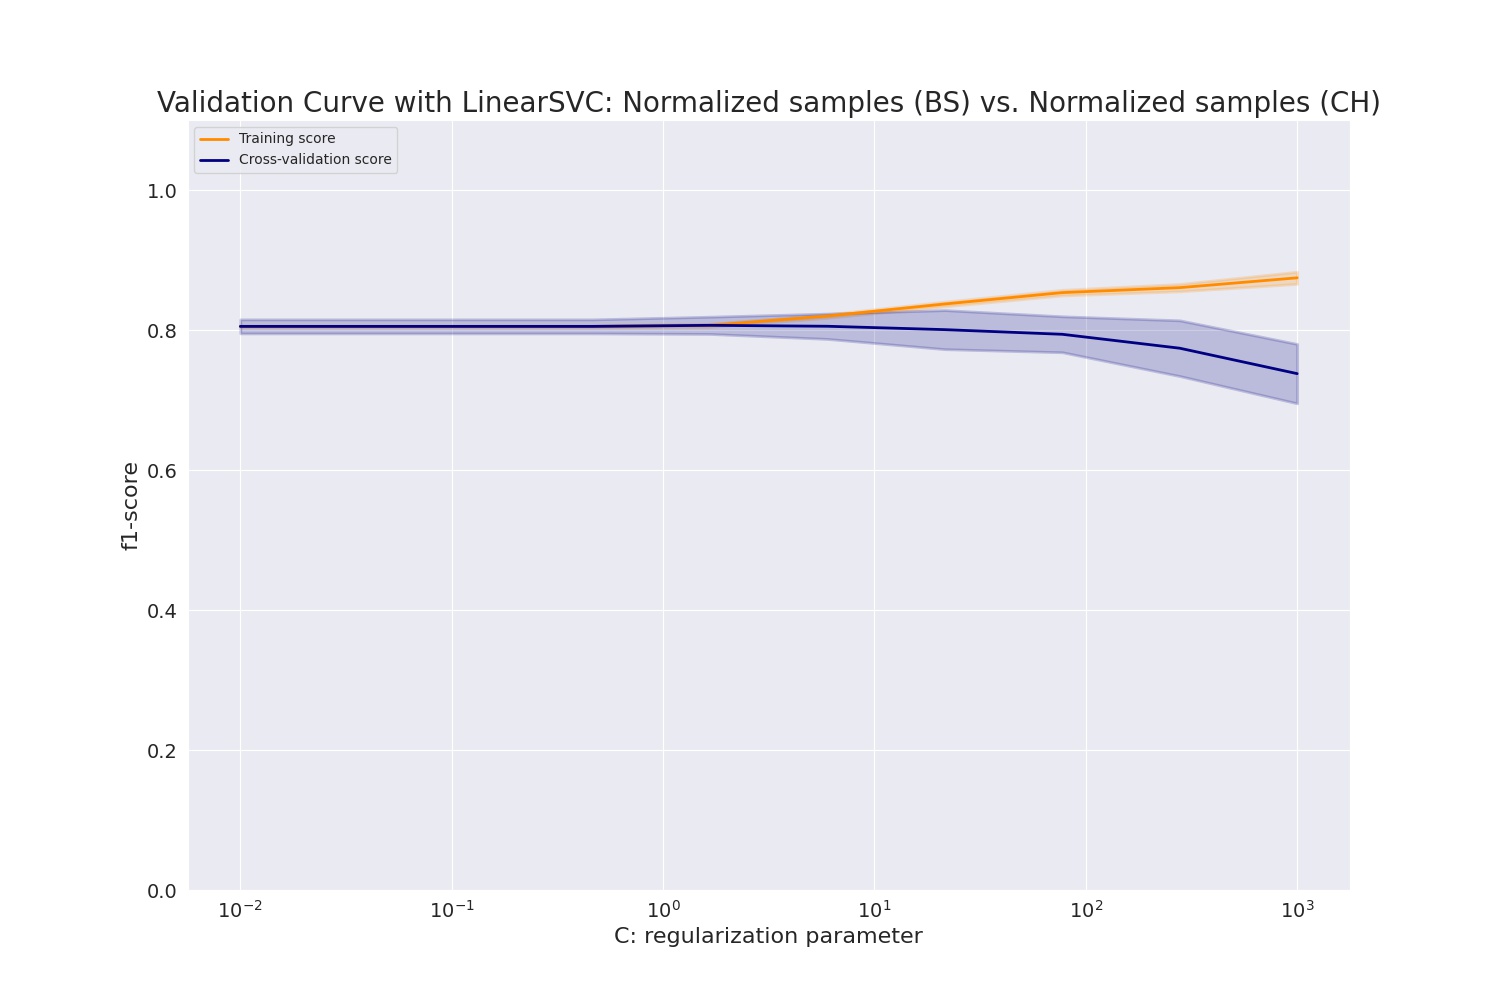 Validation Curve with LinearSVC: Normalized samples (BS) vs. Normalized samples (CH)
Training score
Cross-validation score
1.0
0.8
0.6
0.4
0.2
0.0
f1-score
10⁻² 10⁻¹ 10⁰ 10¹ 10² 10³
C: regularization parameter